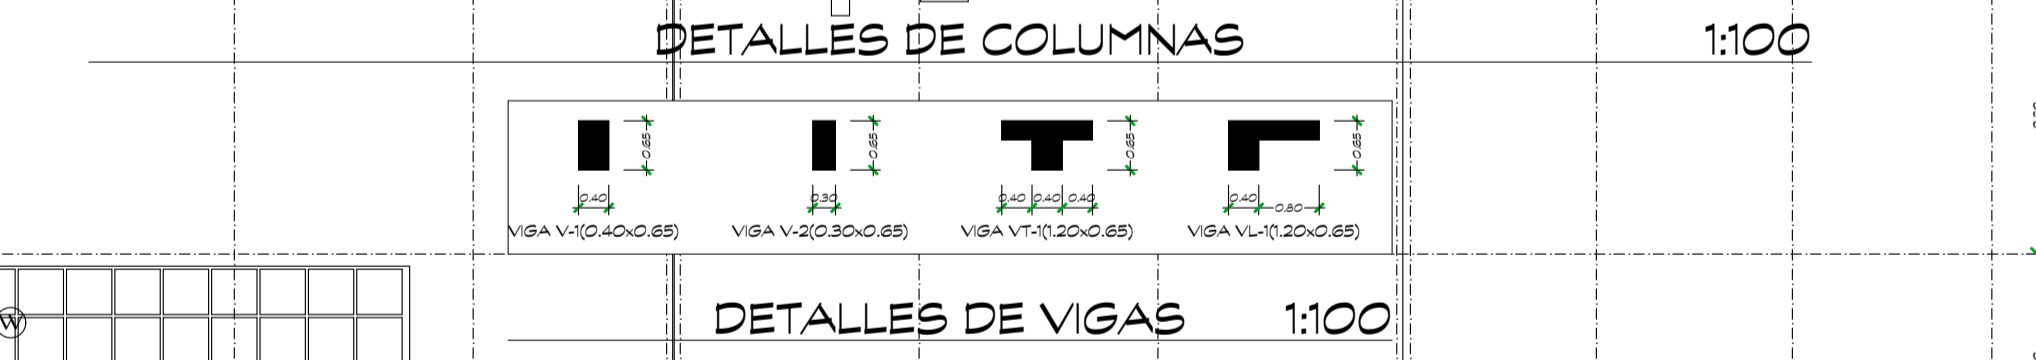 DETALLES DE COLUMNAS 1:100
0.65 0.65 0.65 0.65
0.40 0.30 0.40 0.40 0.40 0.40 0.80
VIGA V-1(0.40x0.65) VIGA V-2(0.30x0.65) VIGA VT-1(1.20x0.65) VIGA VL-1(1.20x0.65)
DETALLES DE VIGAS 1:100
W